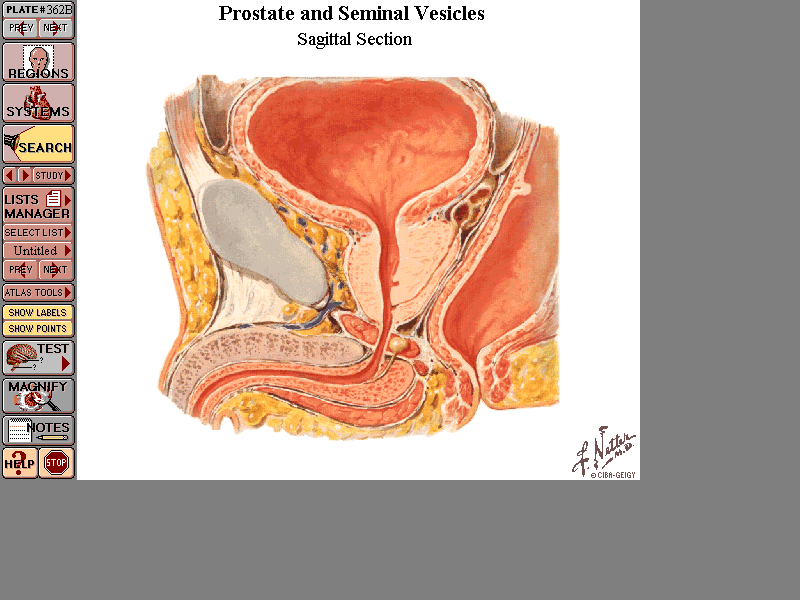 PLATE# 362B
PREV NEXT
REGIONS
SYSTEMS
SEARCH
STUDY
LISTS
MANAGER
SELECT LIST
Untitled
PREV NEXT
ATLAS TOOLS
SHOW LABELS
SHOW POINTS
TEST
MAGNIFY
NOTES
HELP STOP
Prostate and Seminal Vesicles
Sagittal Section
F. Netter
M.D.
©CIBA-GEIGY